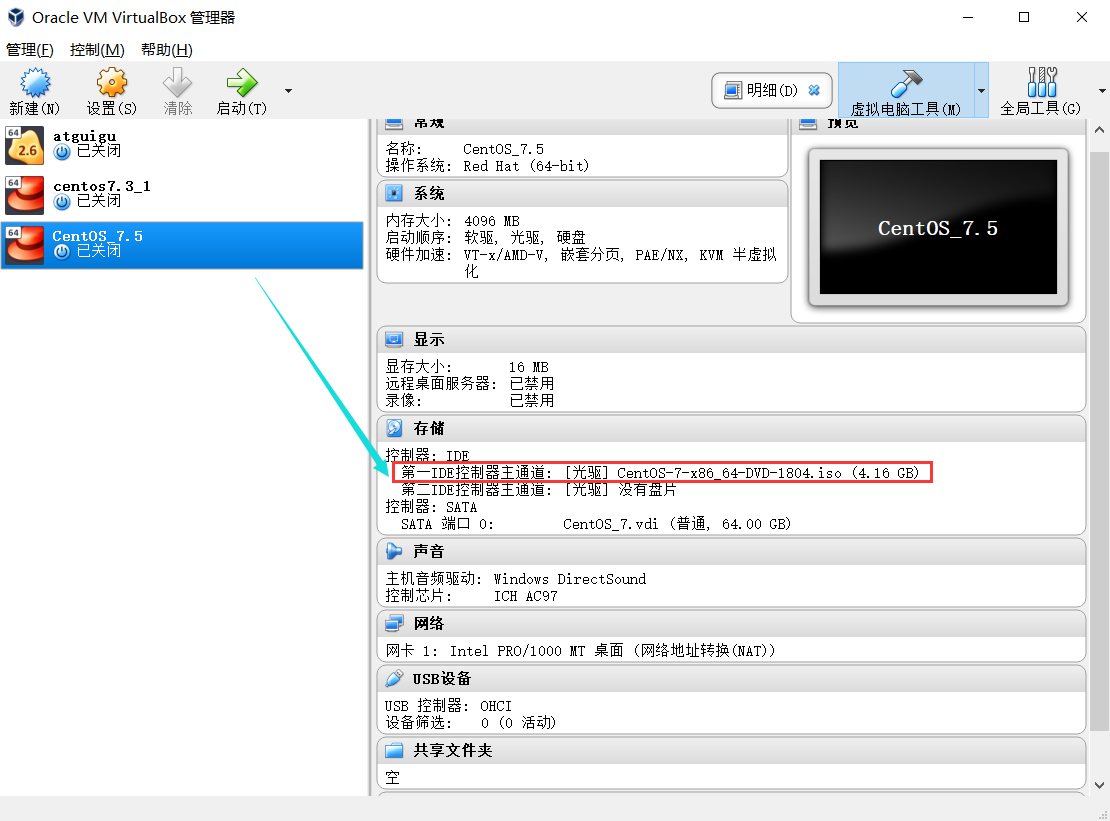 Oracle VM VirtualBox 管理器
管理(F) 控制(M) 帮助(H)
新建(N) 设置(S) 清除 启动(T) 明细(D) 虚拟电脑工具(M) 全局工具(G)
64 2.6 atguigu
已关闭
64 centos7.3_1
已关闭
64 CentOS_7.5
已关闭
常规
名称: CentOS_7.5
操作系统: Red Hat (64-bit)
系统
内存大小: 4096 MB
启动顺序: 软驱, 光驱, 硬盘
硬件加速: VT-x/AMD-V, 嵌套分页, PAE/NX, KVM 半虚拟
化
预览
CentOS_7.5
显示
显存大小: 16 MB
远程桌面服务器: 已禁用
录像: 已禁用
存储
控制器: IDE
第一IDE控制器主通道: [光驱] CentOS-7-x86_64-DVD-1804.iso (4.16 GB)
第二IDE控制器主通道: [光驱] 没有盘片
控制器: SATA
SATA 端口 0: CentOS_7.vdi (普通, 64.00 GB)
声音
主机音频驱动: Windows DirectSound
控制芯片: ICH AC97
网络
网卡 1: Intel PRO/1000 MT 桌面 (网络地址转换(NAT))
USB设备
USB 控制器: OHCI
设备筛选: 0 (0 活动)
共享文件夹
空